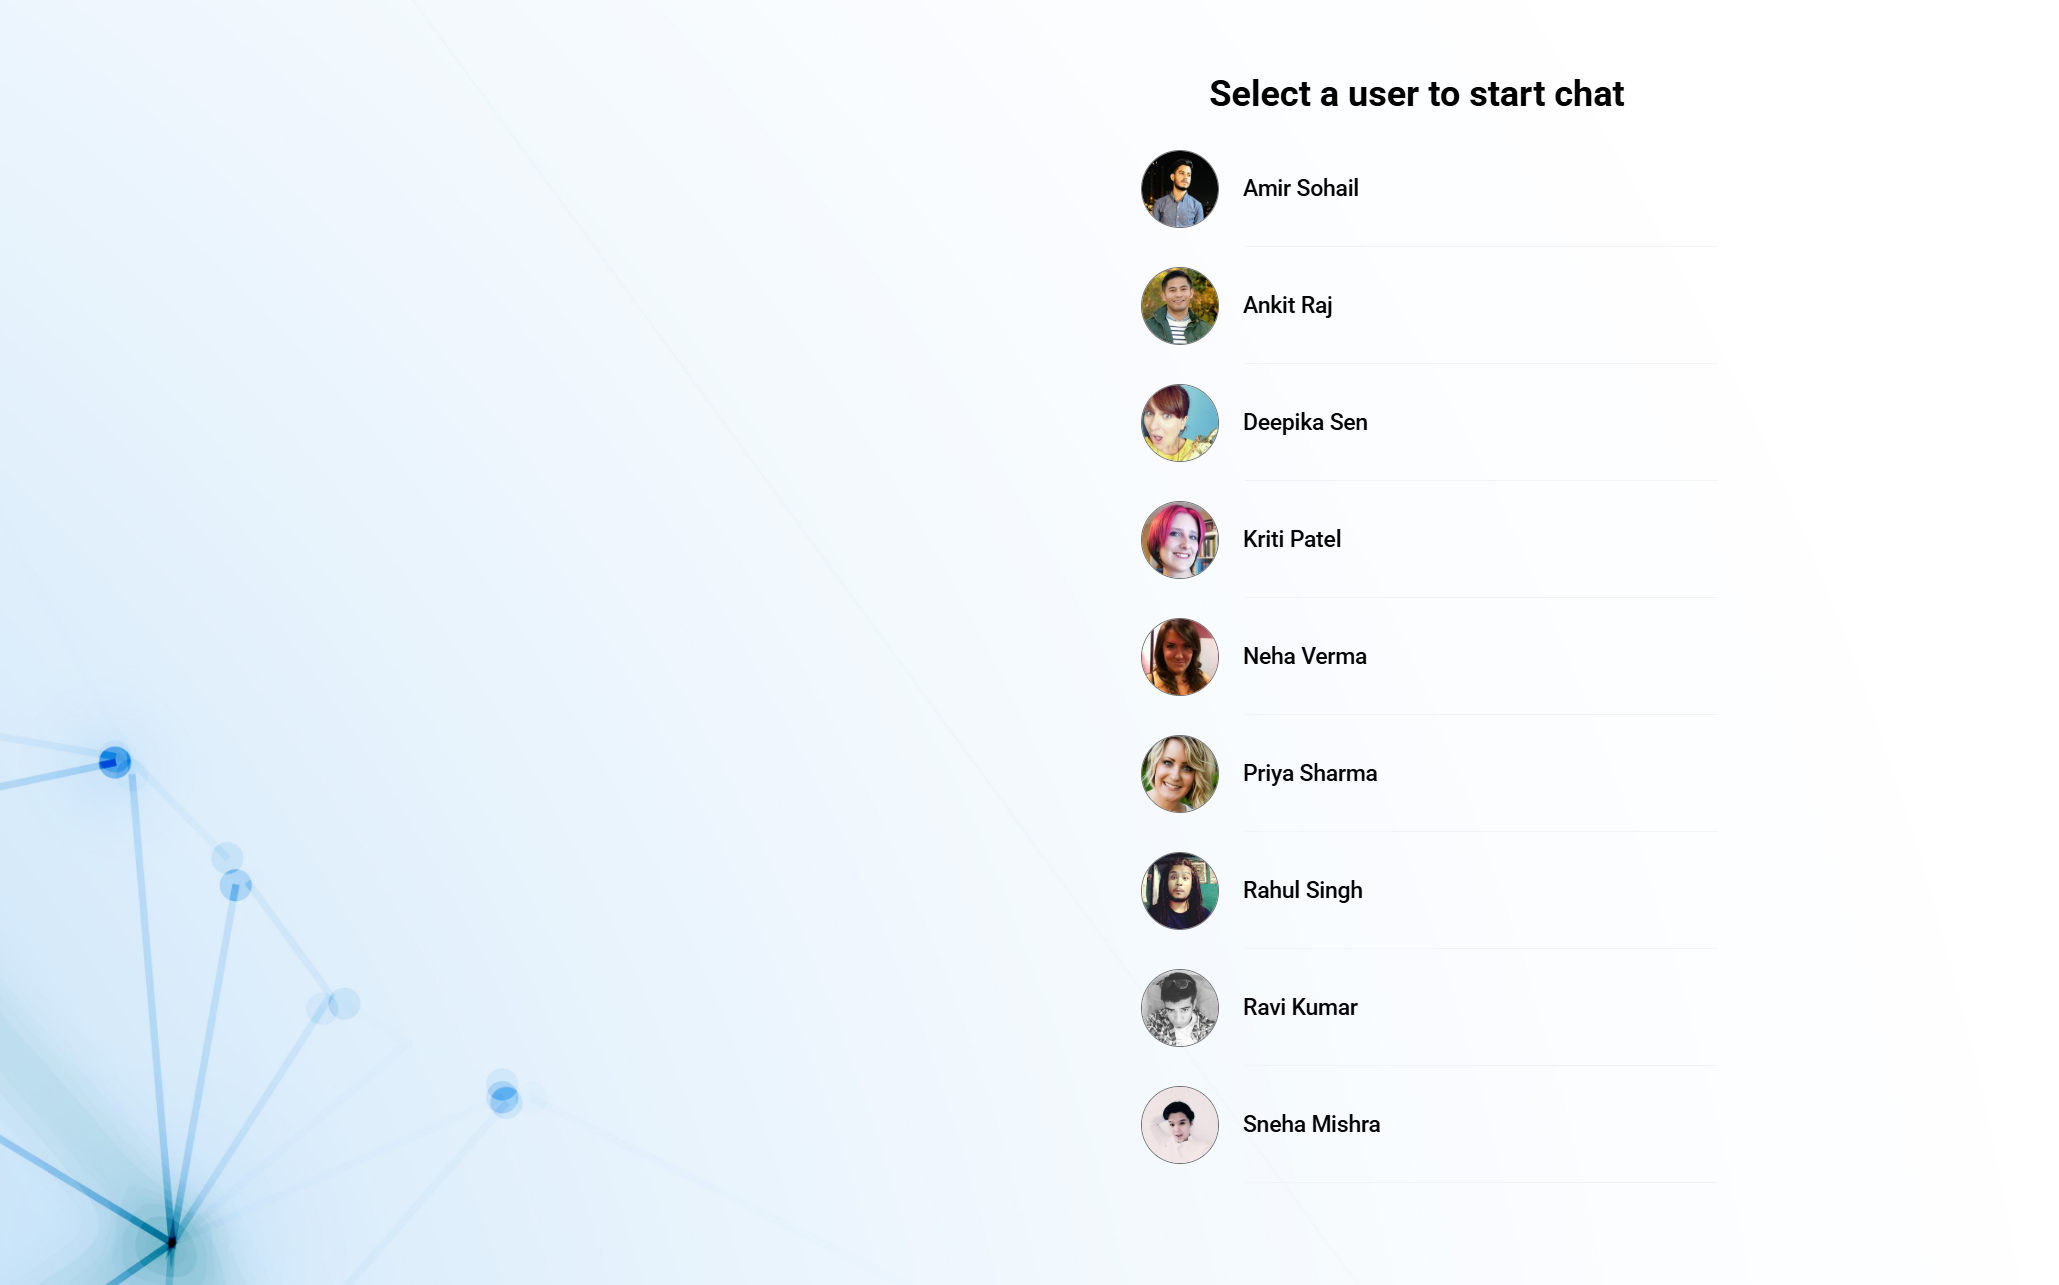 Select a user to start chat
Amir Sohail
Ankit Raj
Deepika Sen
Kriti Patel
Neha Verma
Priya Sharma
Rahul Singh
Ravi Kumar
Sneha Mishra